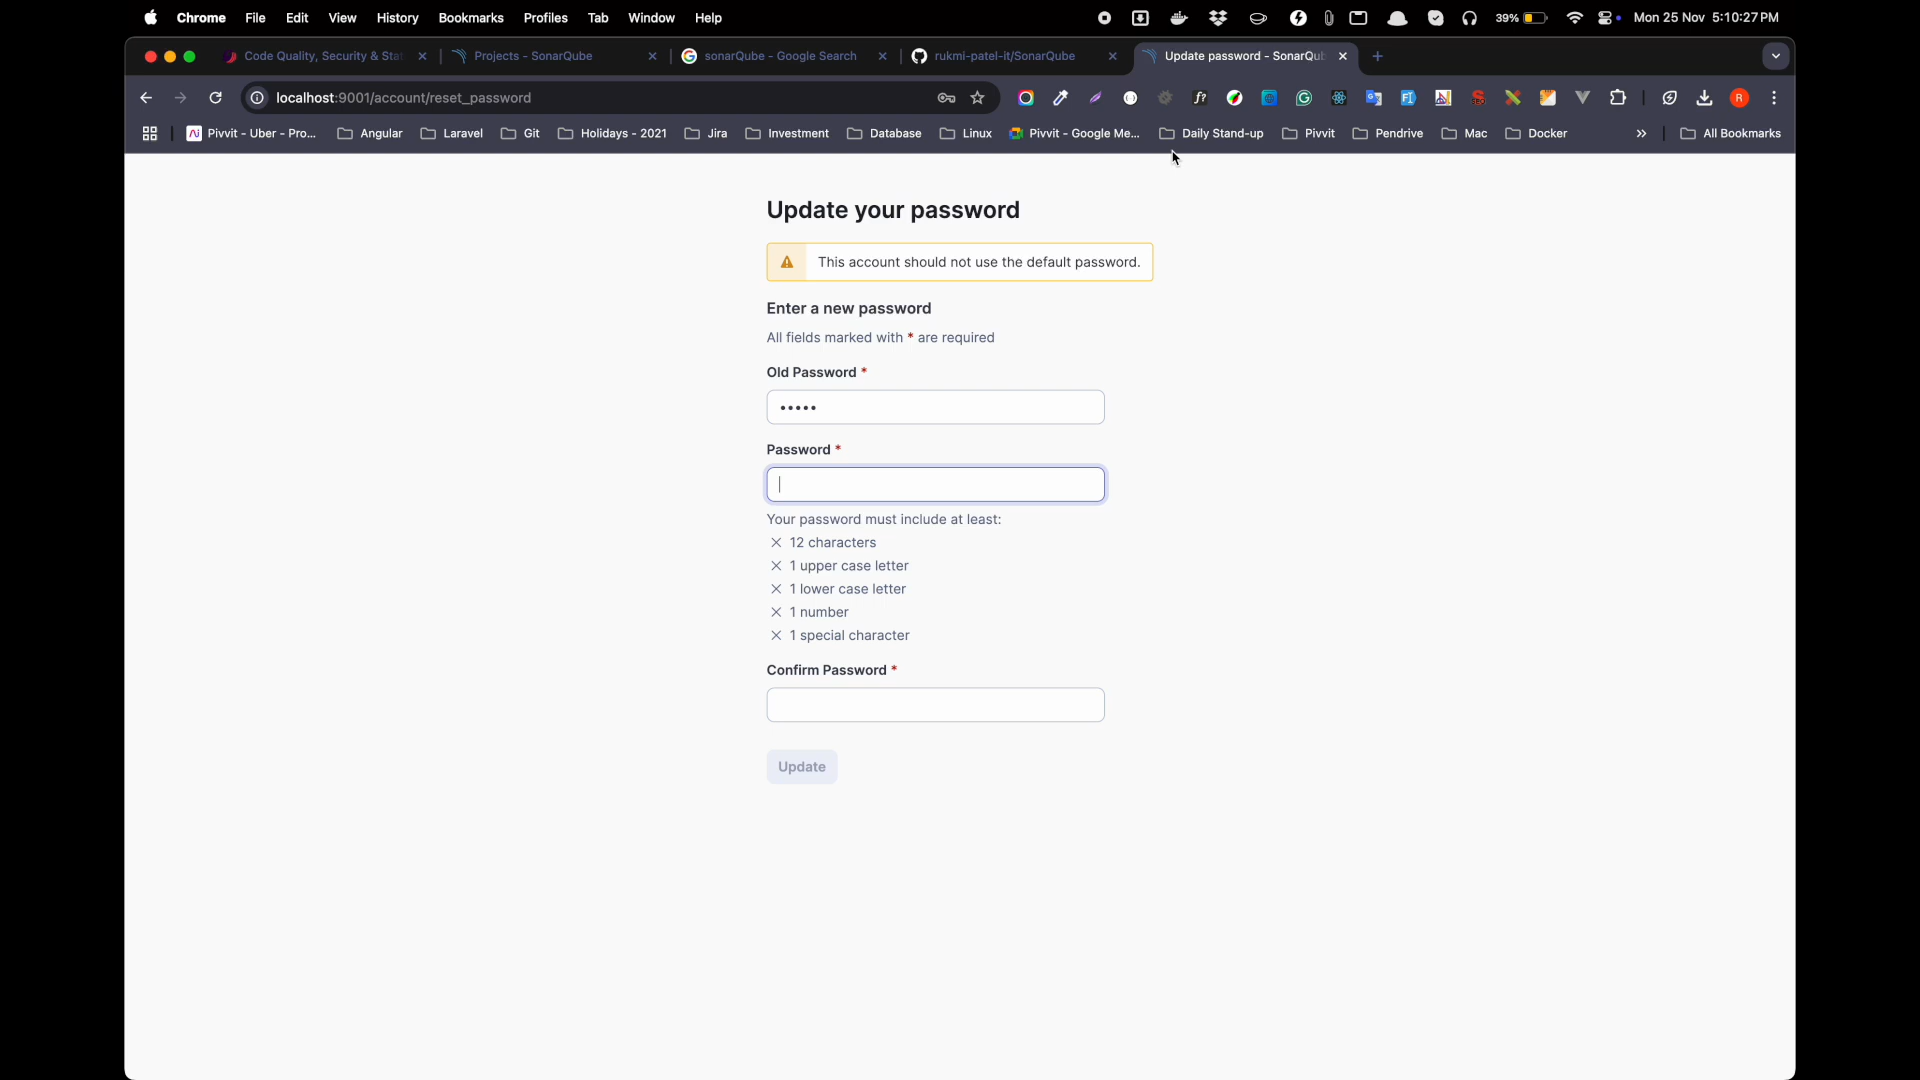 Chrome File Edit View History Bookmarks Profiles Tab Window Help 39% Mon 25 Nov 5:10:27 PM
Code Quality, Security & Sta Projects - SonarQube sonarQube - Google Search rukmi-patel-it/SonarQube Update password - SonarQu
localhost:9001/account/reset_password
Pivvit - Uber - Pro... Angular Laravel Git Holidays - 2021 Jira Investment Database Linux Pivvit - Google Me... Daily Stand-up Pivvit Pendrive Mac Docker » All Bookmarks
Update your password
This account should not use the default password.
Enter a new password
All fields marked with * are required
Old Password *
•••••
Password *
Your password must include at least:
12 characters
1 upper case letter
1 lower case letter
1 number
1 special character
Confirm Password *
Update